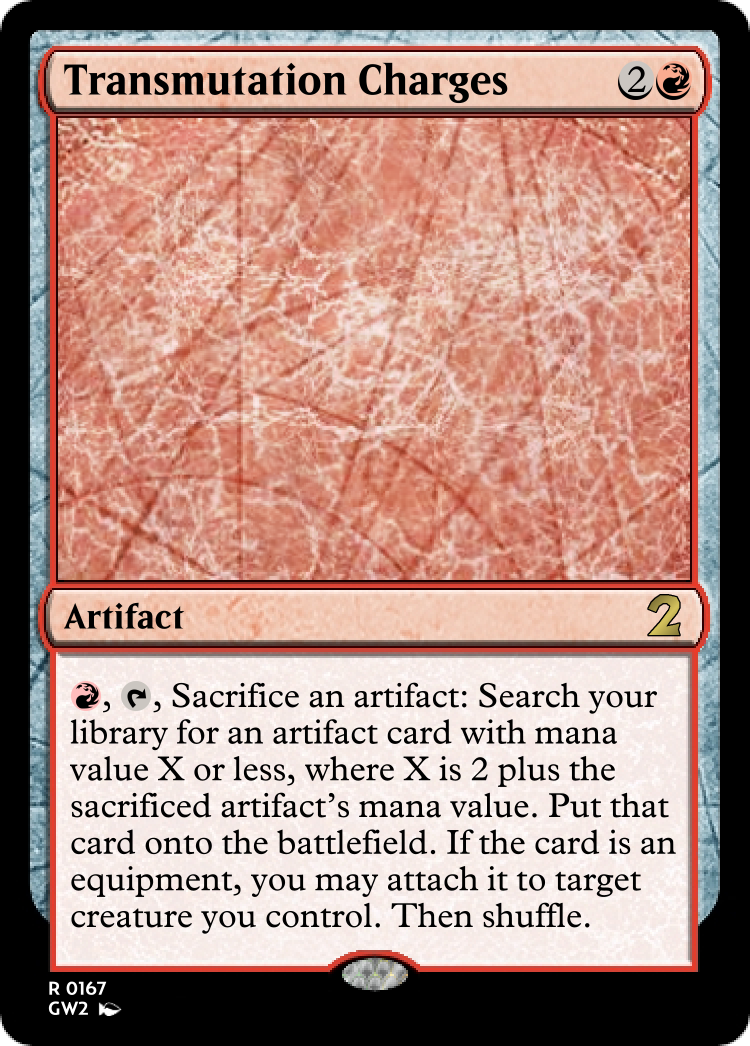 Transmutation Charges 2
Artifact 2
, , Sacrifice an artifact: Search your
library for an artifact card with mana
value X or less, where X is 2 plus the
sacrificed artifact’s mana value. Put that
card onto the battlefield. If the card is an
equipment, you may attach it to target
creature you control. Then shuffle.
R 0167
GW2